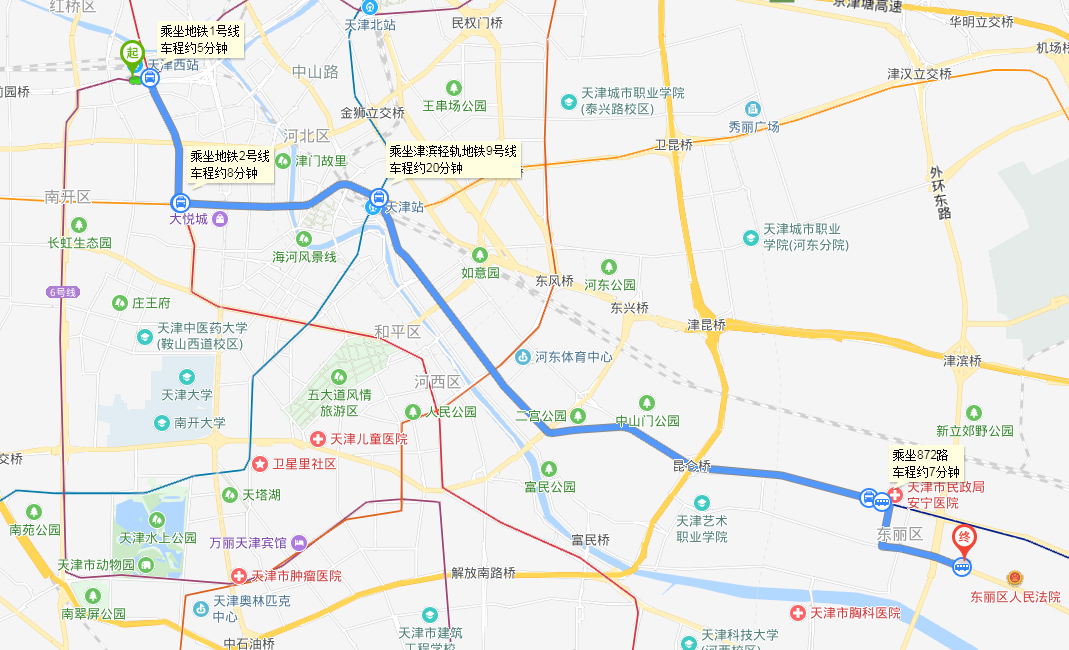 红桥区
天津北站
民权门桥
京津塘高速
华明立交桥
乘坐地铁1号线
车程约5分钟
起
天津西站
机场桥
中山路
津汉立交桥
前园桥
王串场公园
天津城市职业学院
(泰兴路校区)
金狮立交桥
秀丽广场
河北区
卫昆桥
乘坐地铁2号线
车程约8分钟
津门故里
乘坐津滨轻轨地铁9号线
车程约20分钟
外环东路
南开区
大悦城
天津站
长虹生态园
海河风景线
天津城市职业
学院(河东分院)
如意园
东风桥
河东公园
6号线
庄王府
东兴桥
天津中医药大学
(鞍山西道校区)
和平区
津昆桥
河东体育中心
津滨桥
天津大学
河西区
五大道风情
旅游区
南开大学
人民公园
二宫公园
中山门公园
新立郊野公园
天津儿童医院
交桥
卫星里社区
昆仑桥
乘坐872路
车程约7分钟
天津市民政局
安宁医院
天塔湖
富民公园
南苑公园
天津水上公园
天津艺术
职业学院
东丽区
终
万丽天津宾馆
富民桥
天津市动物园
天津市肿瘤医院
解放南路桥
东丽区人民法院
南翠屏公园
天津奥林匹克
中心
天津市胸科医院
中石油桥
天津市建筑
工程学校
天津科技大学
(河西校区)